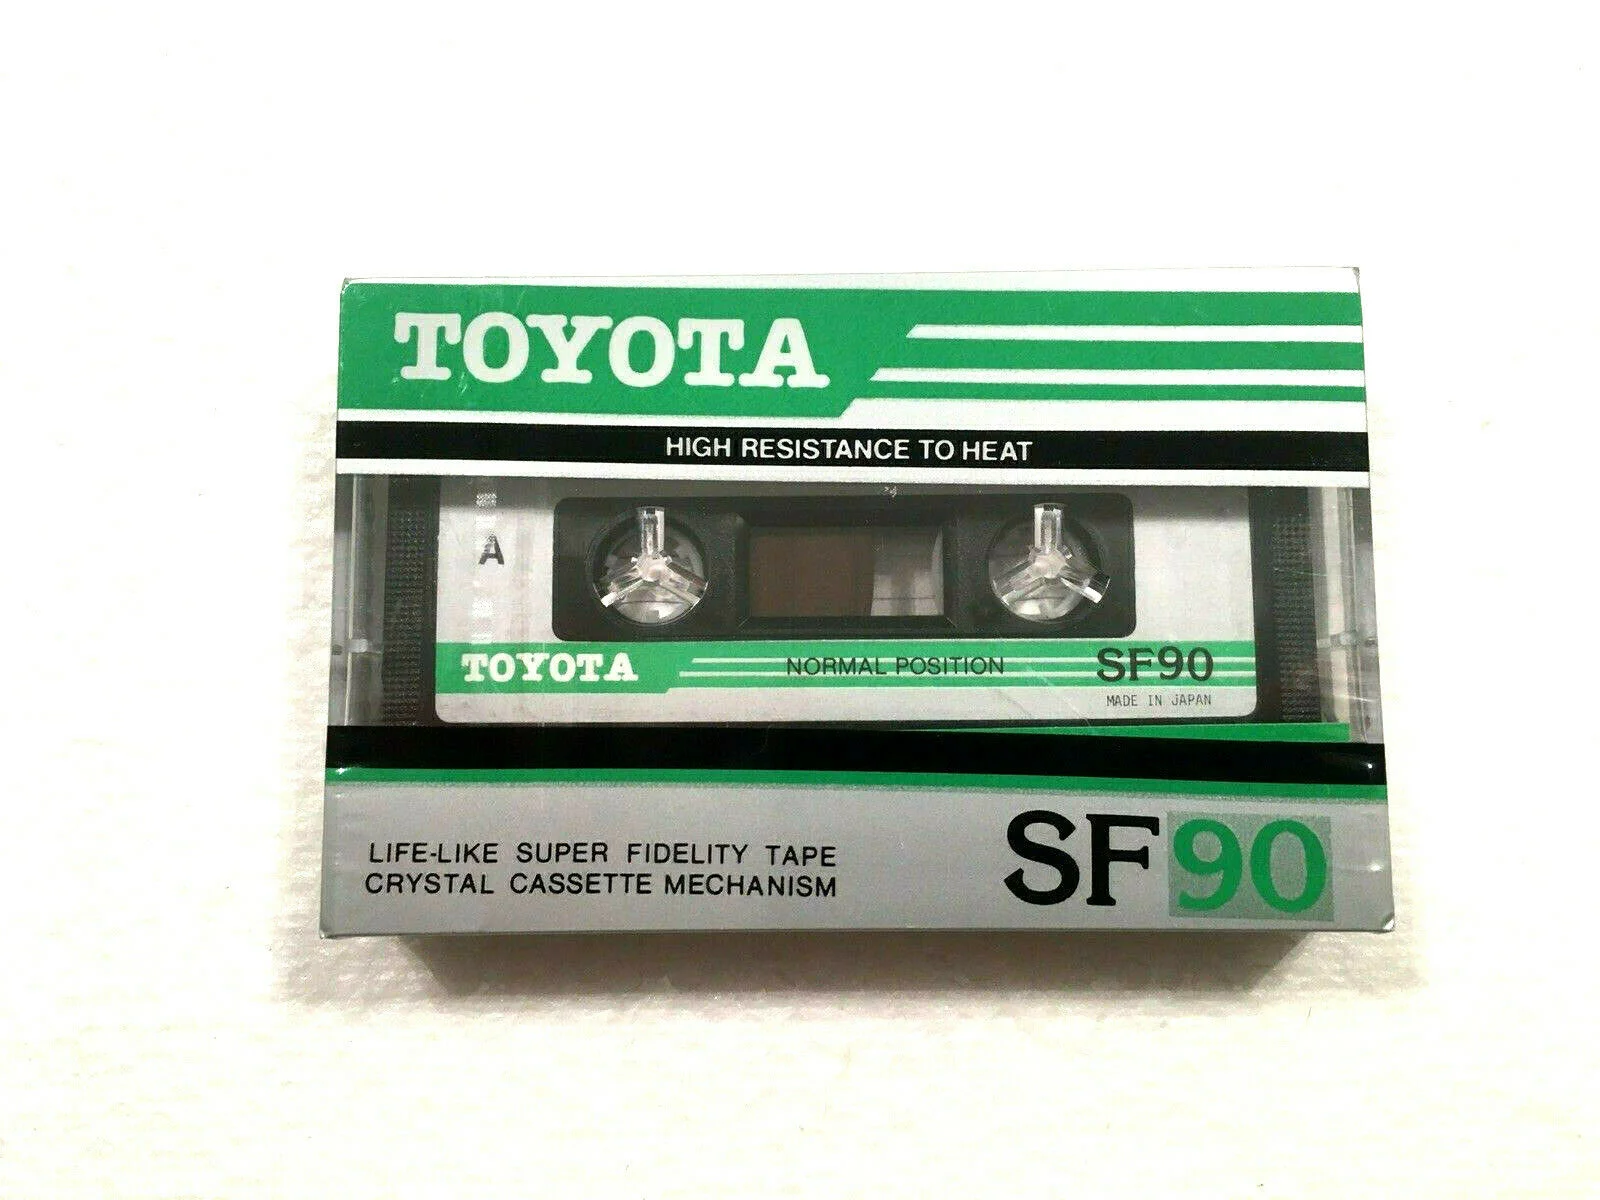 TOYOTA
HIGH RESISTANCE TO HEAT
A
TOYOTA NORMAL POSITION SF90
MADE IN JAPAN
LIFE-LIKE SUPER FIDELITY TAPE
CRYSTAL CASSETTE MECHANISM
SF90